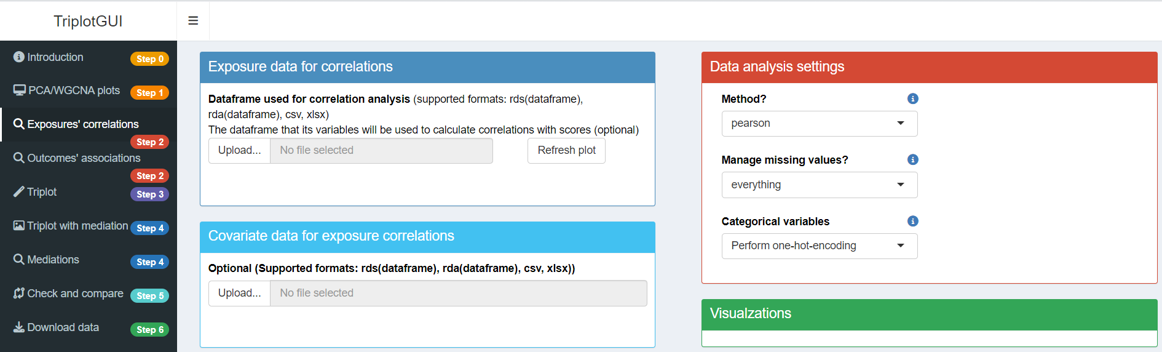 TriplotGUI
Introduction
Step 0
PCA/WGCNA plots
Step 1
Exposures' correlations
Step 2
Outcomes' associations
Step 2
Triplot
Step 3
Triplot with mediation
Step 4
Mediations
Step 4
Check and compare
Step 5
Download data
Step 6
Exposure data for correlations
Dataframe used for correlation analysis (supported formats: rds(dataframe),
rda(dataframe), csv, xlsx)
The dataframe that its variables will be used to calculate correlations with scores (optional)
Upload... No file selected
Refresh plot
Covariate data for exposure correlations
Optional (Supported formats: rds(dataframe), rda(dataframe), csv, xlsx))
Upload... No file selected
Data analysis settings
Method?
pearson
Manage missing values?
everything
Categorical variables
Perform one-hot-encoding
Visualzations